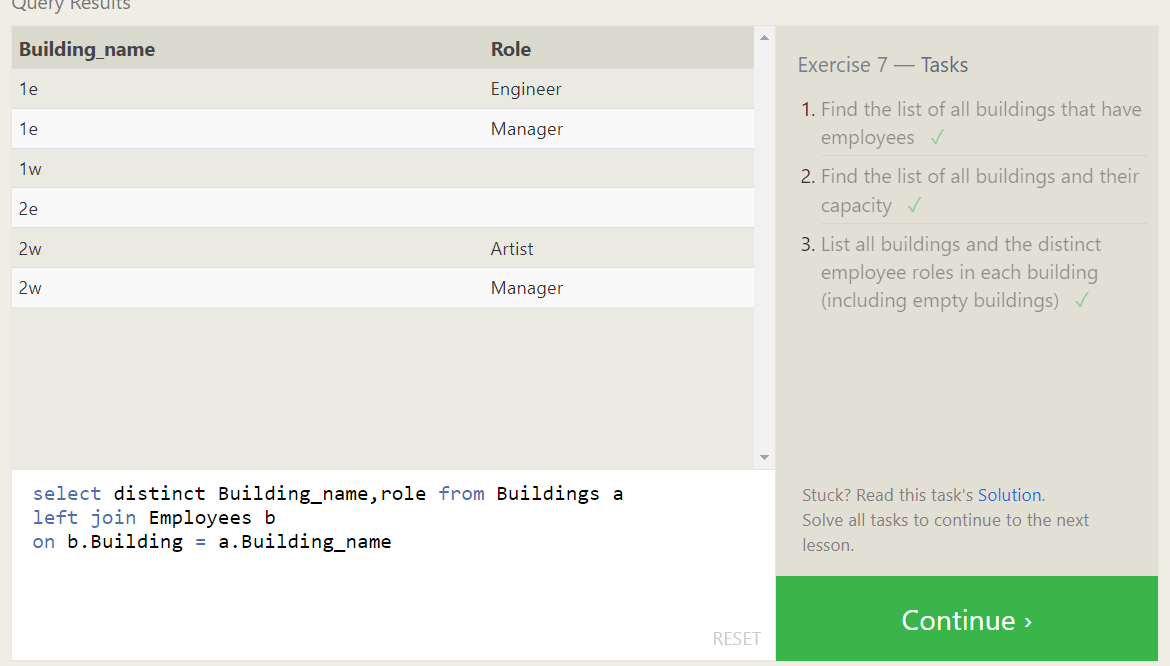 Query Results
Building_name Role
1e Engineer
1e Manager
1w
2e
2w Artist
2w Manager
select distinct Building_name,role from Buildings a
left join Employees b
on b.Building = a.Building_name
RESET
Exercise 7 — Tasks
1. Find the list of all buildings that have
employees ✓
2. Find the list of all buildings and their
capacity ✓
3. List all buildings and the distinct
employee roles in each building
(including empty buildings) ✓
Stuck? Read this task's Solution.
Solve all tasks to continue to the next
lesson.
Continue ›